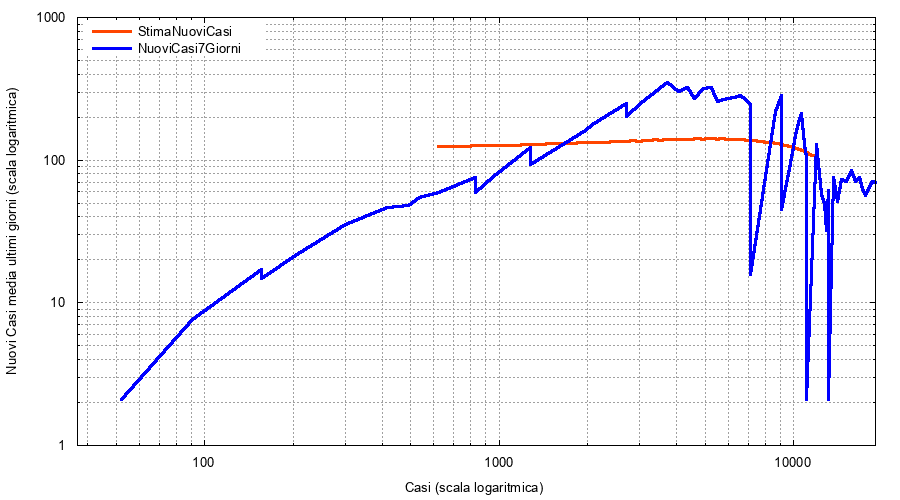 1000
StimaNuoviCasi
NuoviCasi7Giorni
100
10
1
100
1000
10000
Nuovi Casi media ultimi giorni (scala logaritmica)
Casi (scala logaritmica)